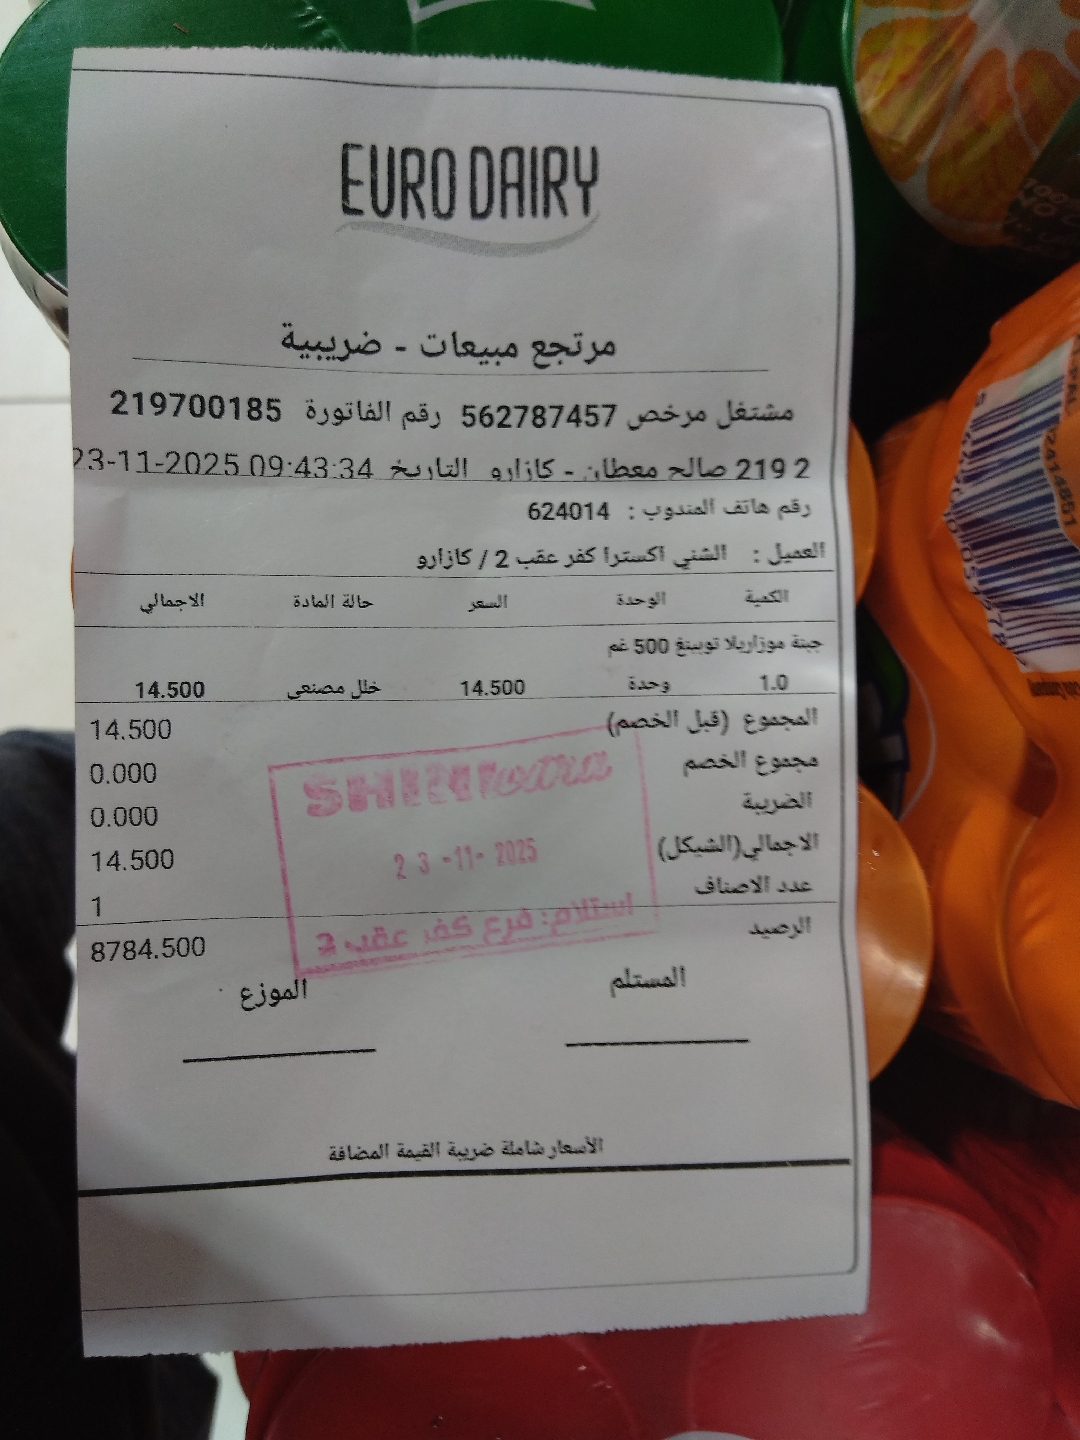 EURO DAIRY
مرتجع مبيعات - ضريبية
مشتغل مرخص 562787457 رقم الفاتورة 219700185
2 219 صالح معطان - كازارو التاريخ 23-11-2025 09:43:34
رقم هاتف المندوب : 624014
العميل : الشني اكسترا كفر عقب 2 / كازارو
الكمية الوحدة السعر حالة المادة الاجمالي
جبنة موزاريلا توبينغ 500 غم
1.0 وحدة 14.500 خلل مصنعي 14.500
المجموع (قبل الخصم) 14.500
مجموع الخصم 0.000
الضريبة 0.000
الاجمالي(الشيكل) 14.500
عدد الاصناف 1
الرصيد 8784.500
SHINI extra
23-11-2025
استلام: فرع كفر عقب 2
المستلم الموزع
الأسعار شاملة ضريبة القيمة المضافة